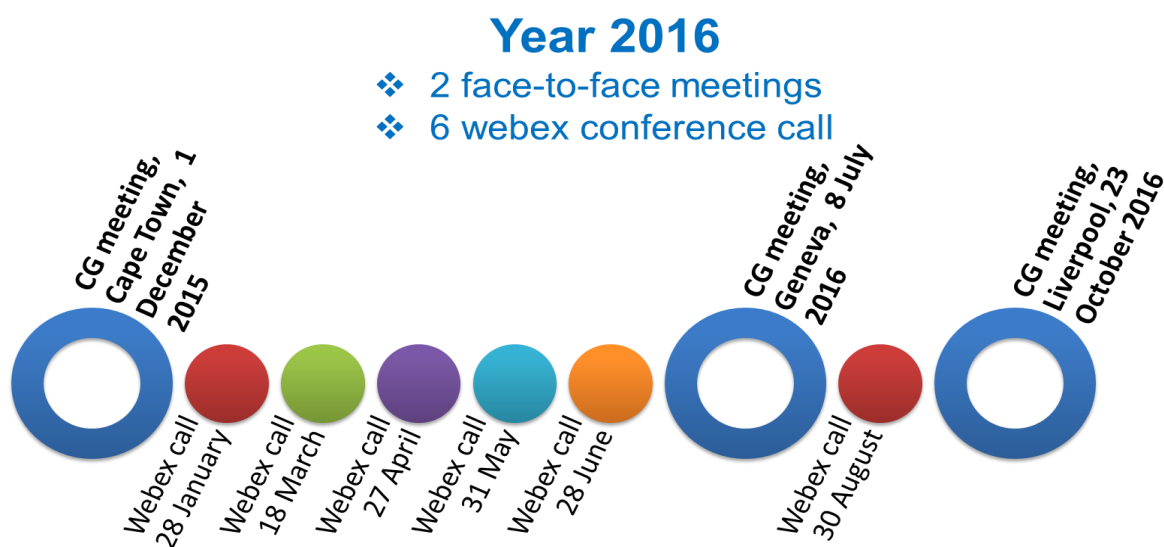 Year 2016
❖ 2 face-to-face meetings
❖ 6 webex conference call
CG meeting,
Cape Town, 1
December
2015
Webex call
28 January
Webex call
18 March
Webex call
27 April
Webex call
31 May
Webex call
28 June
CG meeting,
Geneva, 8 July
2016
Webex call
30 August
CG meeting,
Liverpool, 23
October 2016